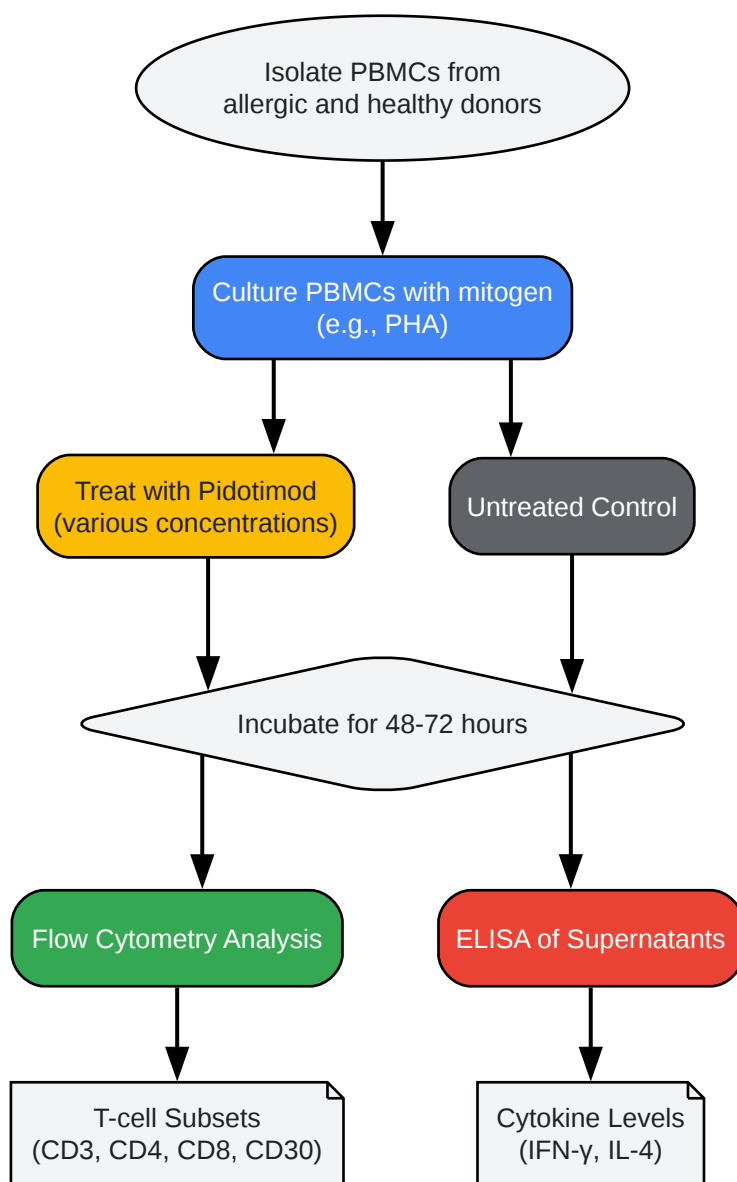 Isolate PBMCs from
allergic and healthy donors
Culture PBMCs with mitogen
(e.g., PHA)
Treat with Pidotimod
(various concentrations)
Untreated Control
Incubate for 48-72 hours
Flow Cytometry Analysis
ELISA of Supernatants
T-cell Subsets
(CD3, CD4, CD8, CD30)
Cytokine Levels
(IFN-γ, IL-4)